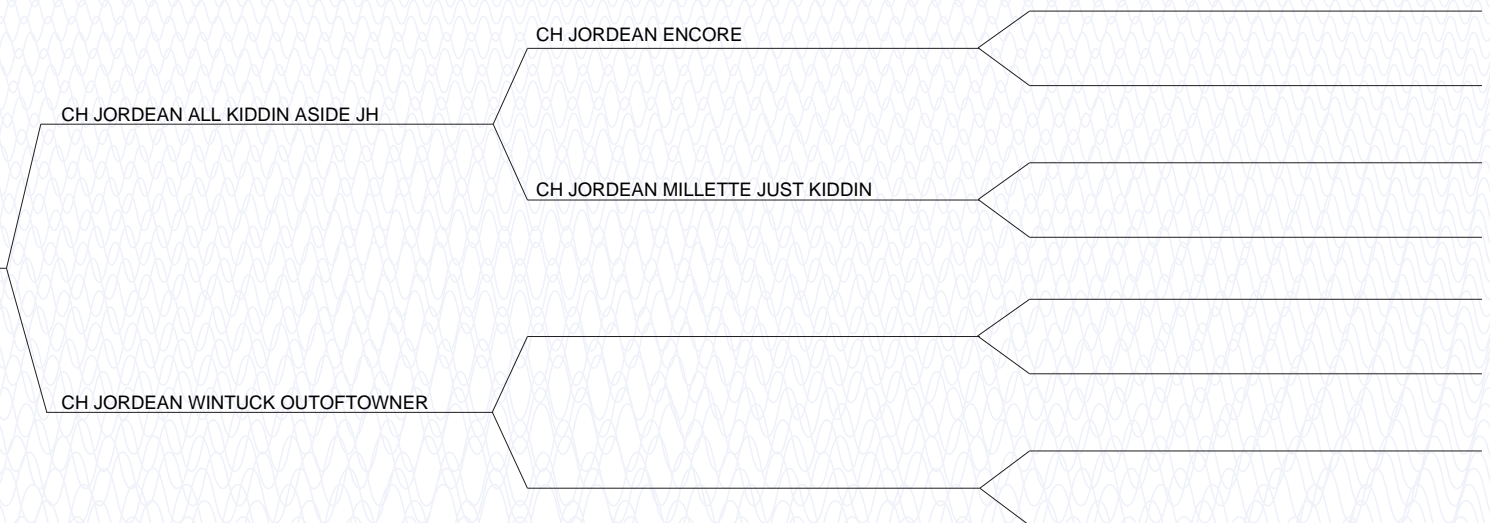 CH JORDEAN ENCORE
CH JORDEAN ALL KIDDIN ASIDE JH
CH JORDEAN MILLETTE JUST KIDDIN
CH JORDEAN WINTUCK OUTOFTOWNER